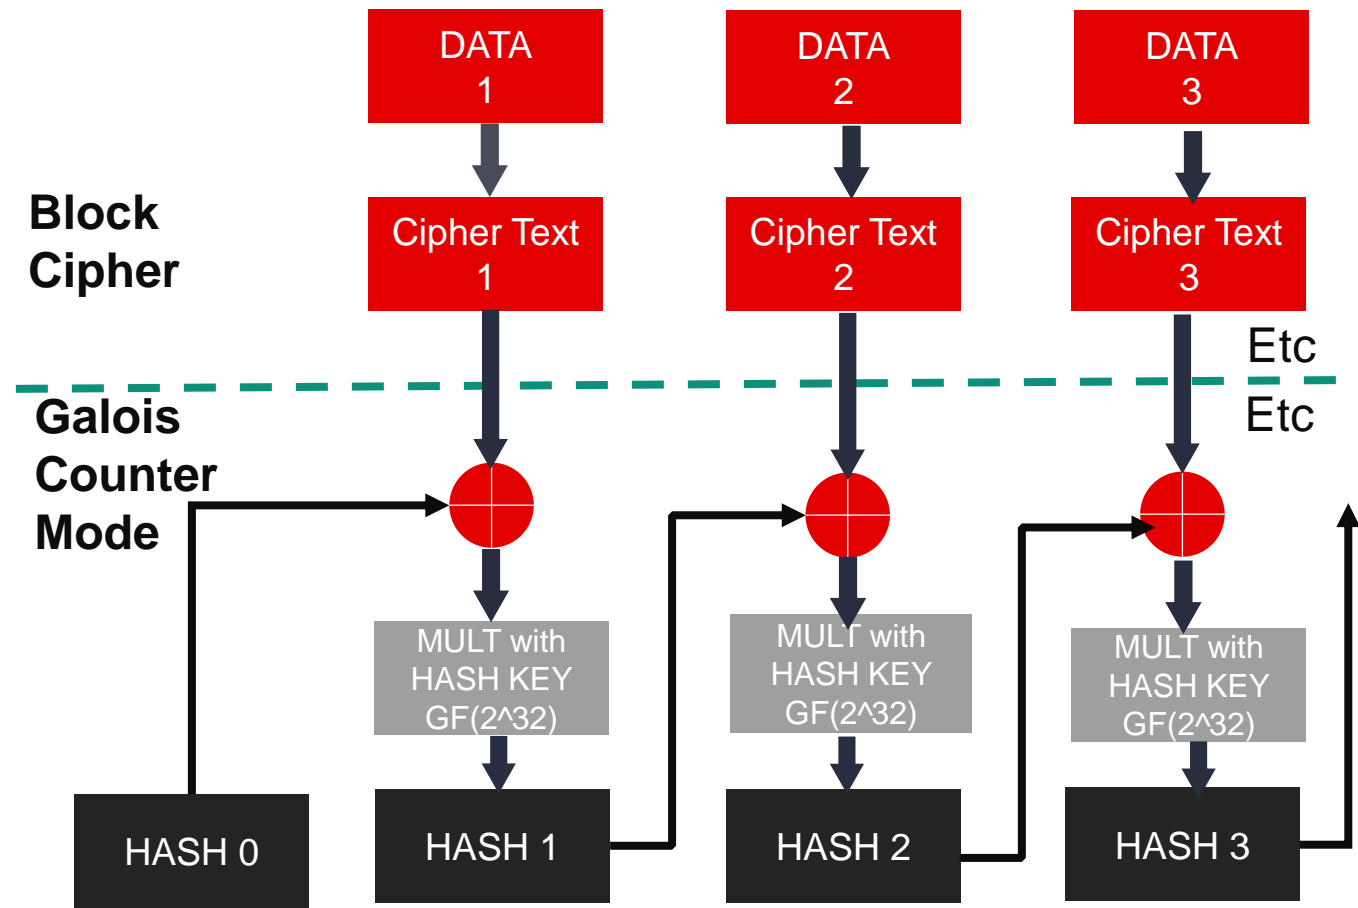 DATA
1
DATA
2
DATA
3
Block
Cipher
Cipher Text
1
Cipher Text
2
Cipher Text
3
Etc
Etc
Galois
Counter
Mode
MULT with
HASH KEY
GF(2^32)
MULT with
HASH KEY
GF(2^32)
MULT with
HASH KEY
GF(2^32)
HASH 0
HASH 1
HASH 2
HASH 3